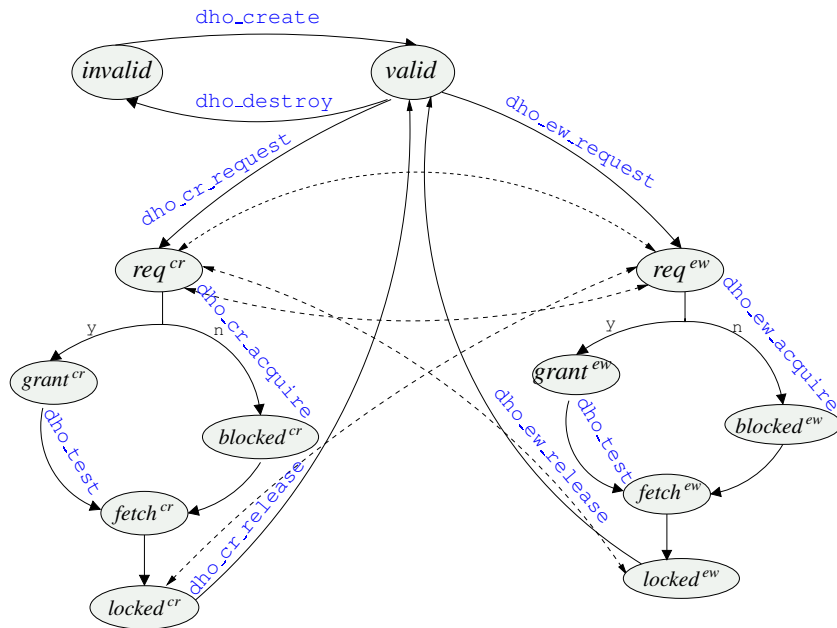 dho_create
invalid
valid
dho_destroy
dho_cr_request
dho_ew_request
req^cr
req^ew
dho_cr_acquire
dho_ew_acquire
y
n
y
n
grant^cr
grant^ew
dho_test
blocked^cr
dho_ew_release
dho_test
blocked^ew
fetch^cr
dho_cr_release
fetch^ew
locked^cr
locked^ew